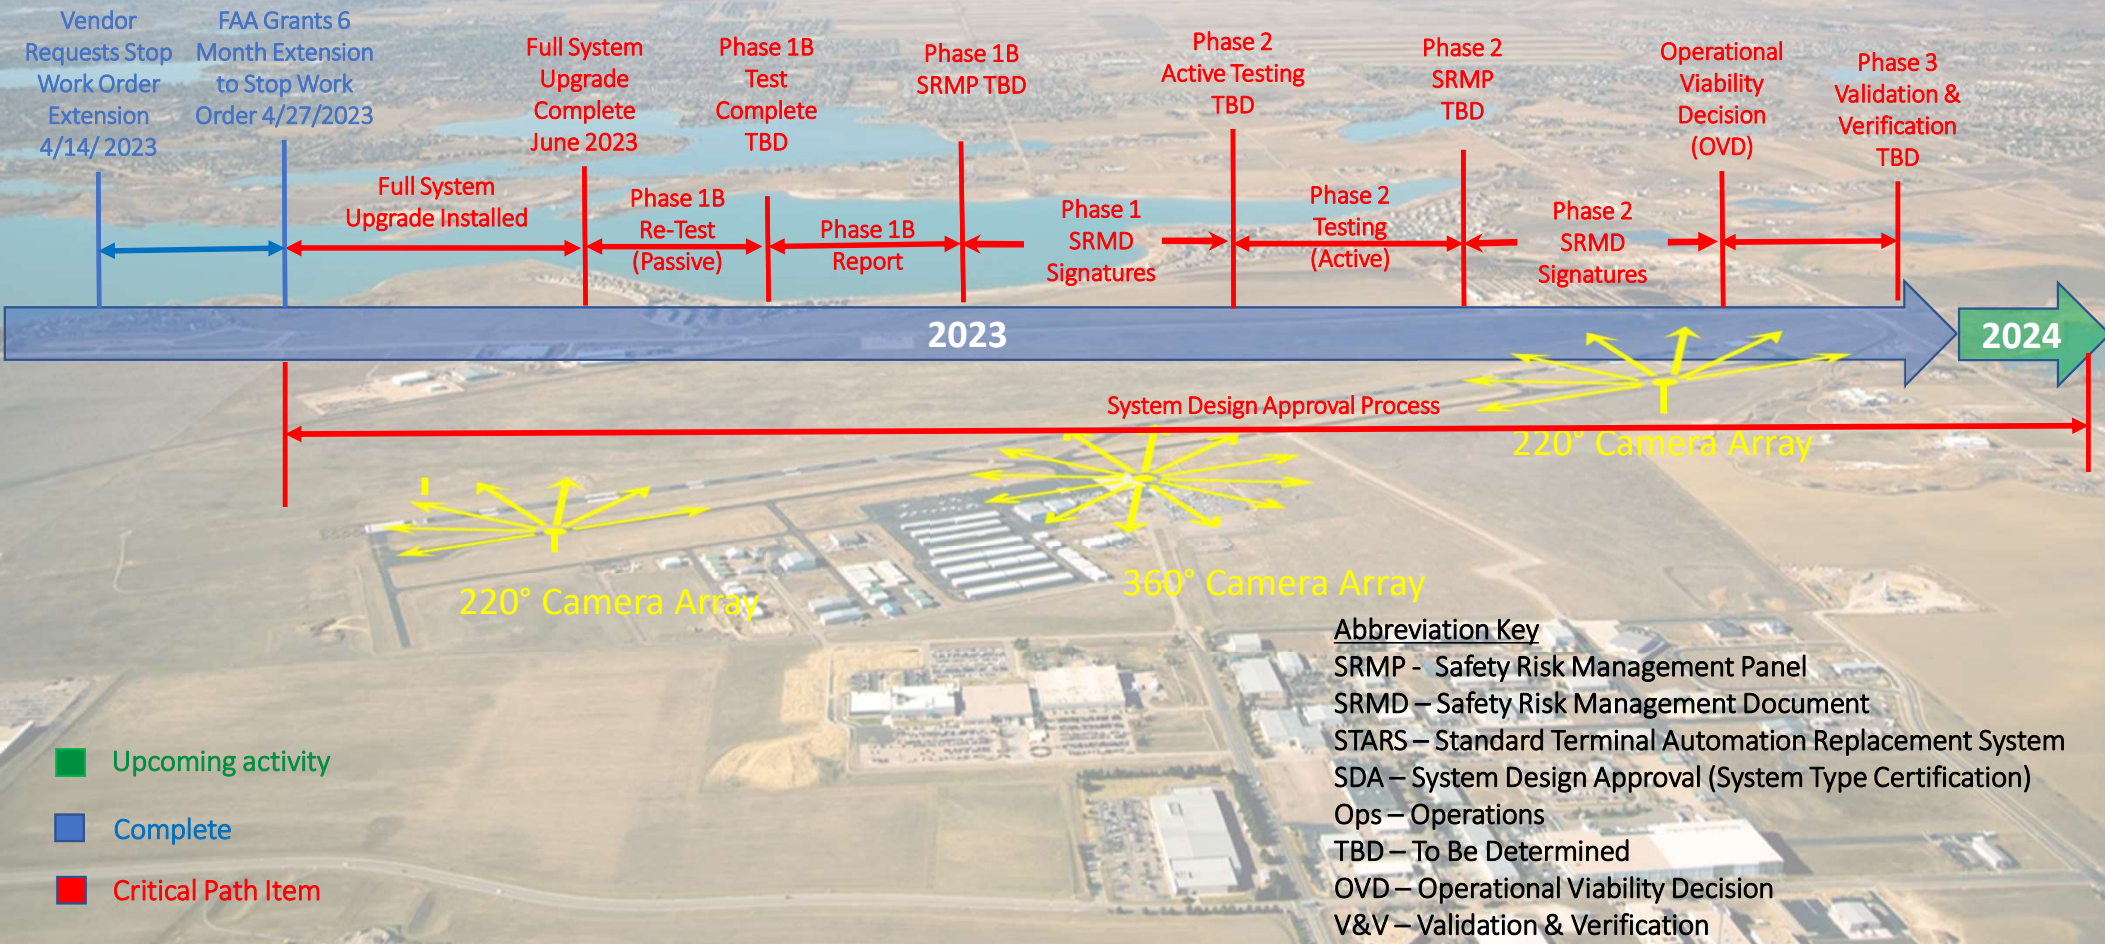 Vendor
Requests Stop
Work Order
Extension
4/14/ 2023
FAA Grants 6
Month Extension
to Stop Work
Order 4/27/2023
Full System
Upgrade
Complete
June 2023
Phase 1B
Test
Complete
TBD
Phase 1B
SRMP TBD
Phase 2
Active Testing
TBD
Phase 2
SRMP
TBD
Operational
Viability
Decision
(OVD)
Phase 3
Validation &
Verification
TBD
Full System
Upgrade Installed
Phase 1B
Re-Test
(Passive)
Phase 1B
Report
Phase 1
SRMD
Signatures
Phase 2
Testing
(Active)
Phase 2
SRMD
Signatures
2023
2024
System Design Approval Process
220° Camera Array
360° Camera Array
220° Camera Array
Abbreviation Key
SRMP - Safety Risk Management Panel
SRMD – Safety Risk Management Document
STARS – Standard Terminal Automation Replacement System
SDA – System Design Approval (System Type Certification)
Ops – Operations
TBD – To Be Determined
OVD – Operational Viability Decision
V&V – Validation & Verification
Upcoming activity
Complete
Critical Path Item